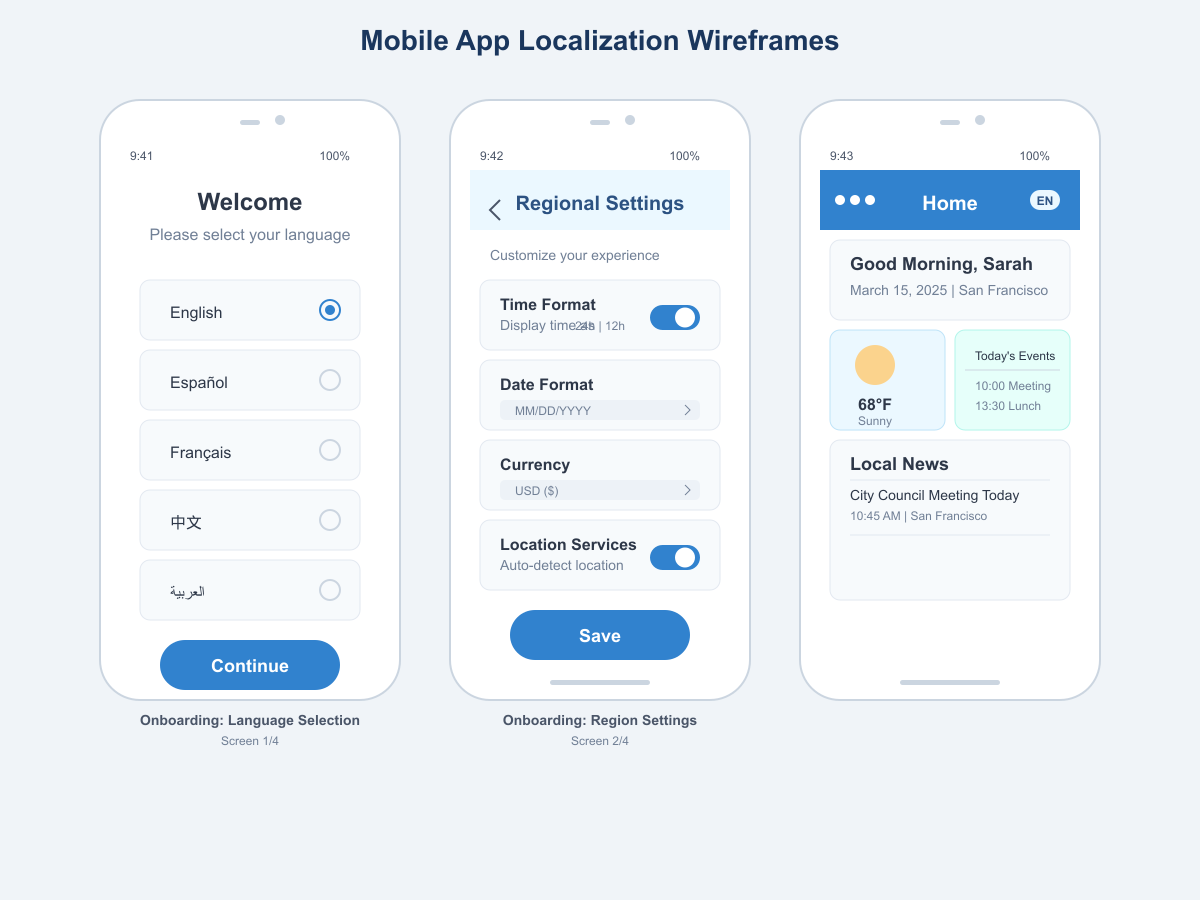 Mobile App Localization Wireframes
9:41 100%
Welcome
Please select your language
English
Español
Français
中文
العربية
Continue
Onboarding: Language Selection
Screen 1/4
9:42 100%
Regional Settings
Customize your experience
Time Format
Display time as 24h | 12h
Date Format
MM/DD/YYYY
Currency
USD ($)
Location Services
Auto-detect location
Save
Onboarding: Region Settings
Screen 2/4
9:43 100%
Home EN
Good Morning, Sarah
March 15, 2025 | San Francisco
68°F
Sunny
Today's Events
10:00 Meeting
13:30 Lunch
Local News
City Council Meeting Today
10:45 AM | San Francisco